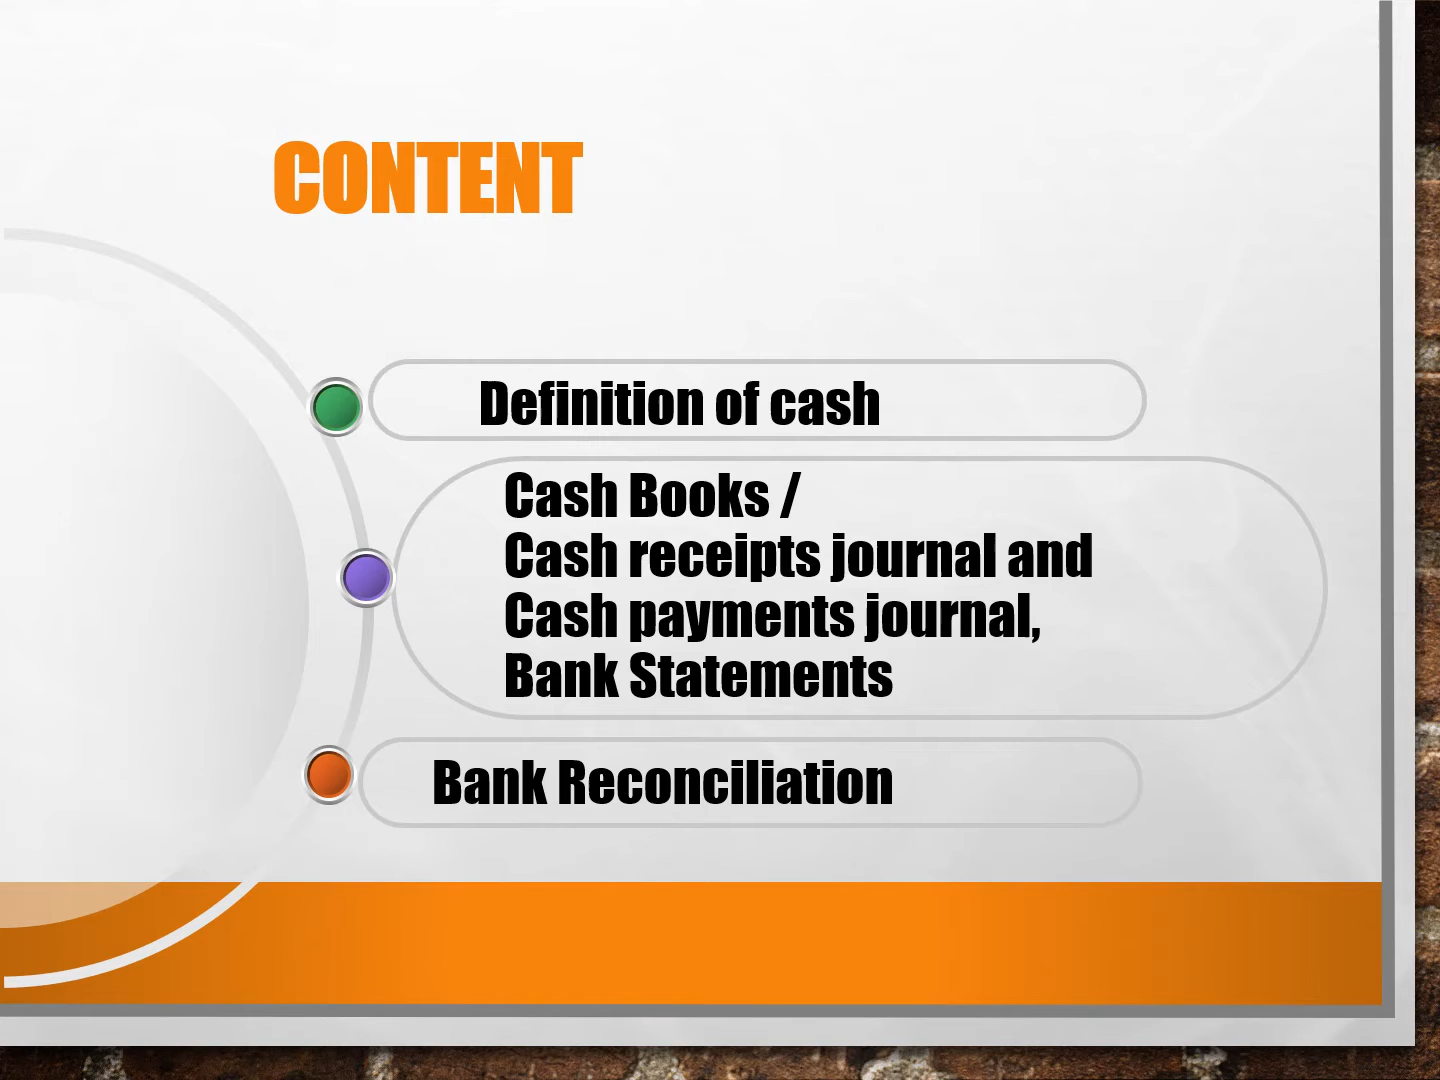 CONTENT
Definition of cash
Cash Books /
Cash receipts journal and
Cash payments journal,
Bank Statements
Bank Reconciliation